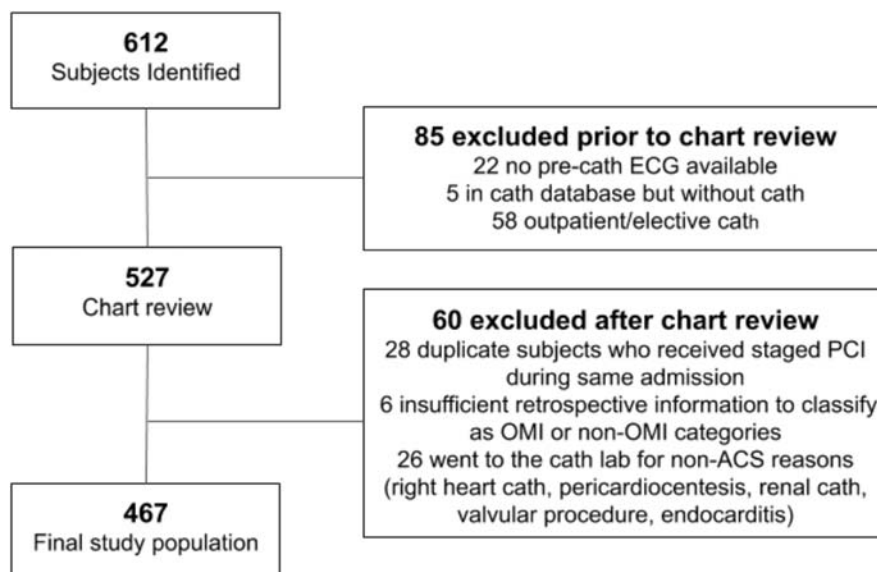 612
Subjects Identified
85 excluded prior to chart review
22 no pre-cath ECG available
5 in cath database but without cath
58 outpatient/elective cath
527
Chart review
60 excluded after chart review
28 duplicate subjects who received staged PCI
during same admission
6 insufficient retrospective information to classify
as OMI or non-OMI categories
26 went to the cath lab for non-ACS reasons
(right heart cath, pericardiocentesis, renal cath,
valvular procedure, endocarditis)
467
Final study population